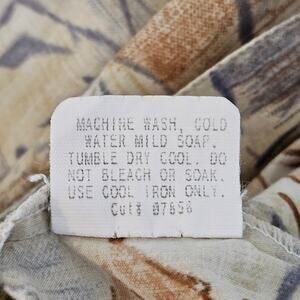 MACHINE WASH, COLD
WATER MILD SOAP.
TUMBLE DRY COOL. DO
NOT BLEACH OR SOAK.
USE COOL IRON ONLY.
Cut# 07856